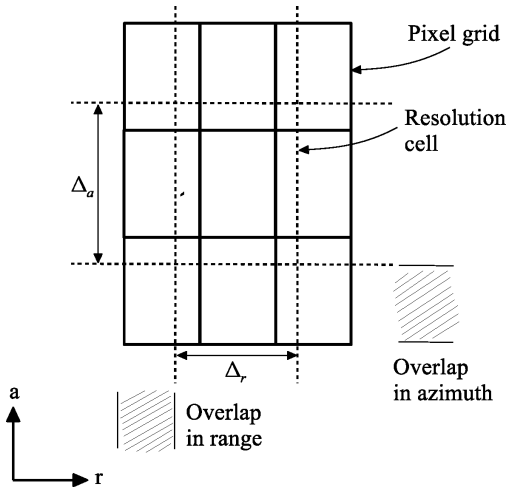 Pixel grid
Resolution
cell
Δa
Δr
Overlap
in azimuth
a
Overlap
in range
r